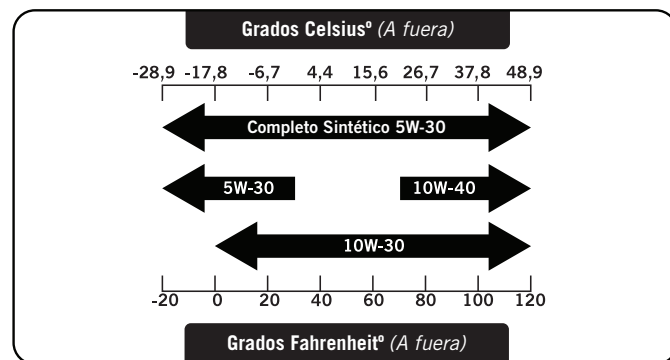 Grados Celsiusº (A fuera)
-28,9 -17,8 -6,7 4,4 15,6 26,7 37,8 48,9
Completo Sintético 5W-30
5W-30 10W-40
10W-30
-20 0 20 40 60 80 100 120
Grados Fahrenheitº (A fuera)